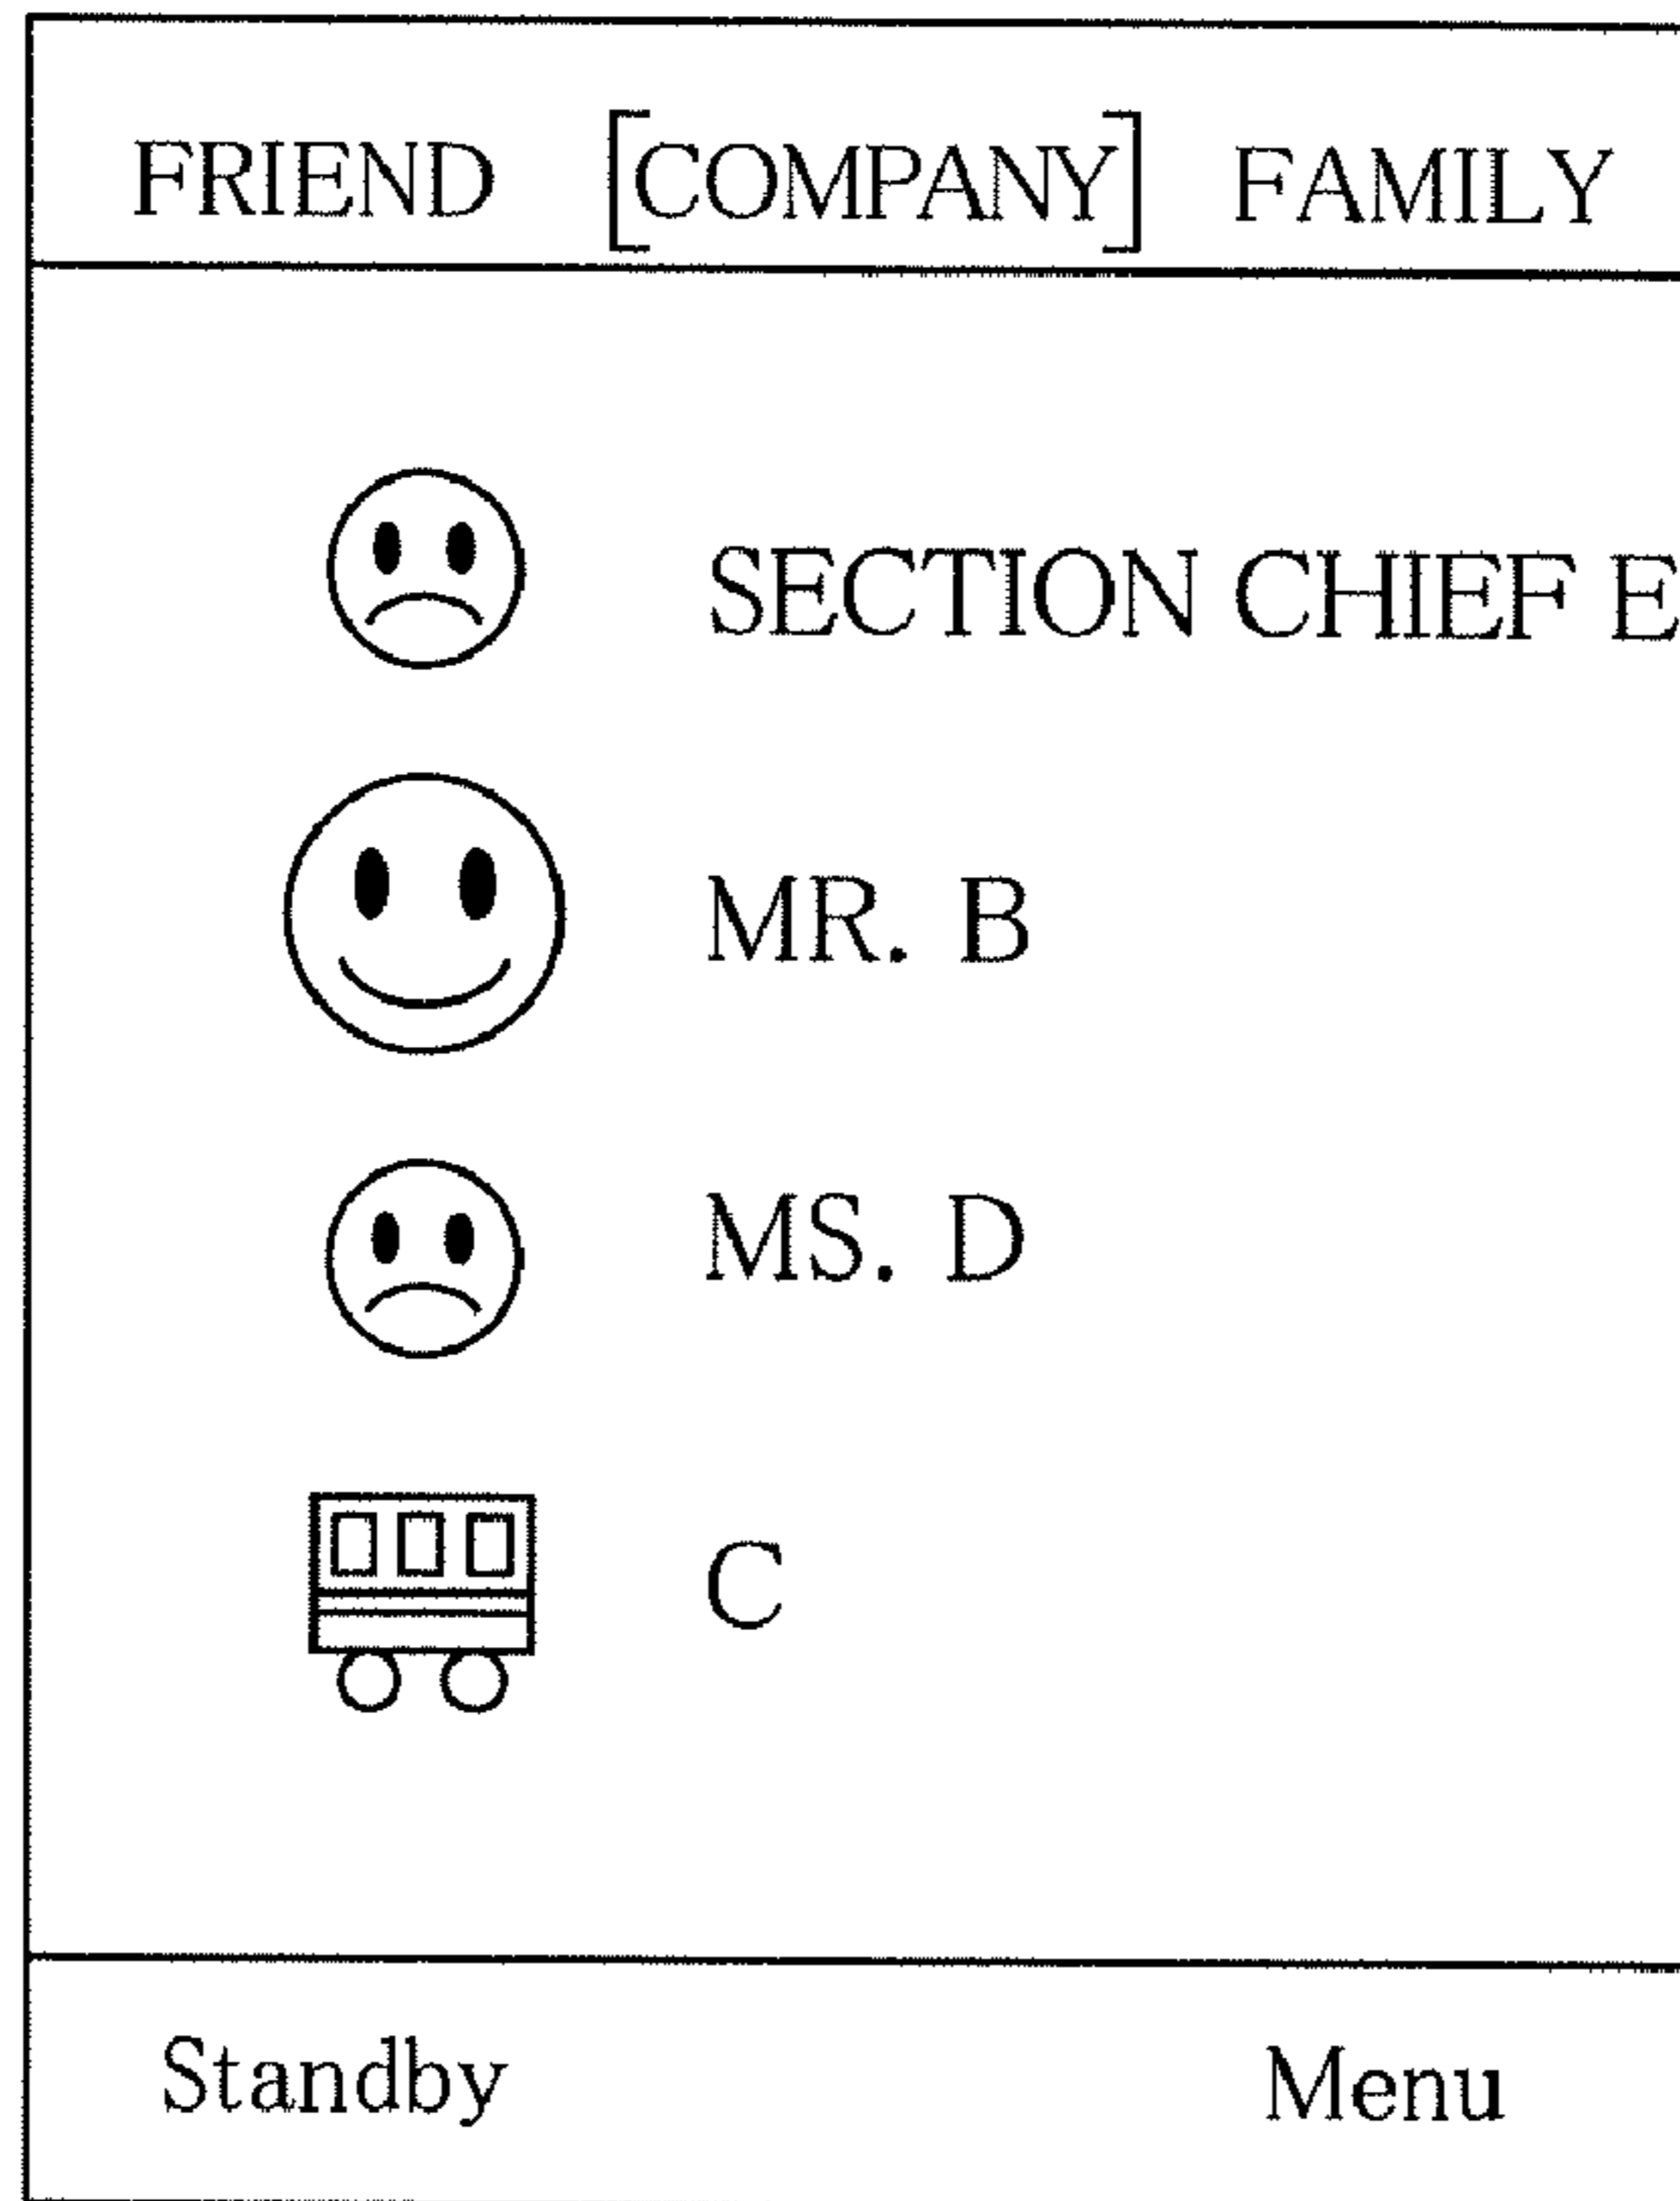 FRIEND [COMPANY] FAMILY
SECTION CHIEF E
MR. B
MS. D
C
Standby Menu